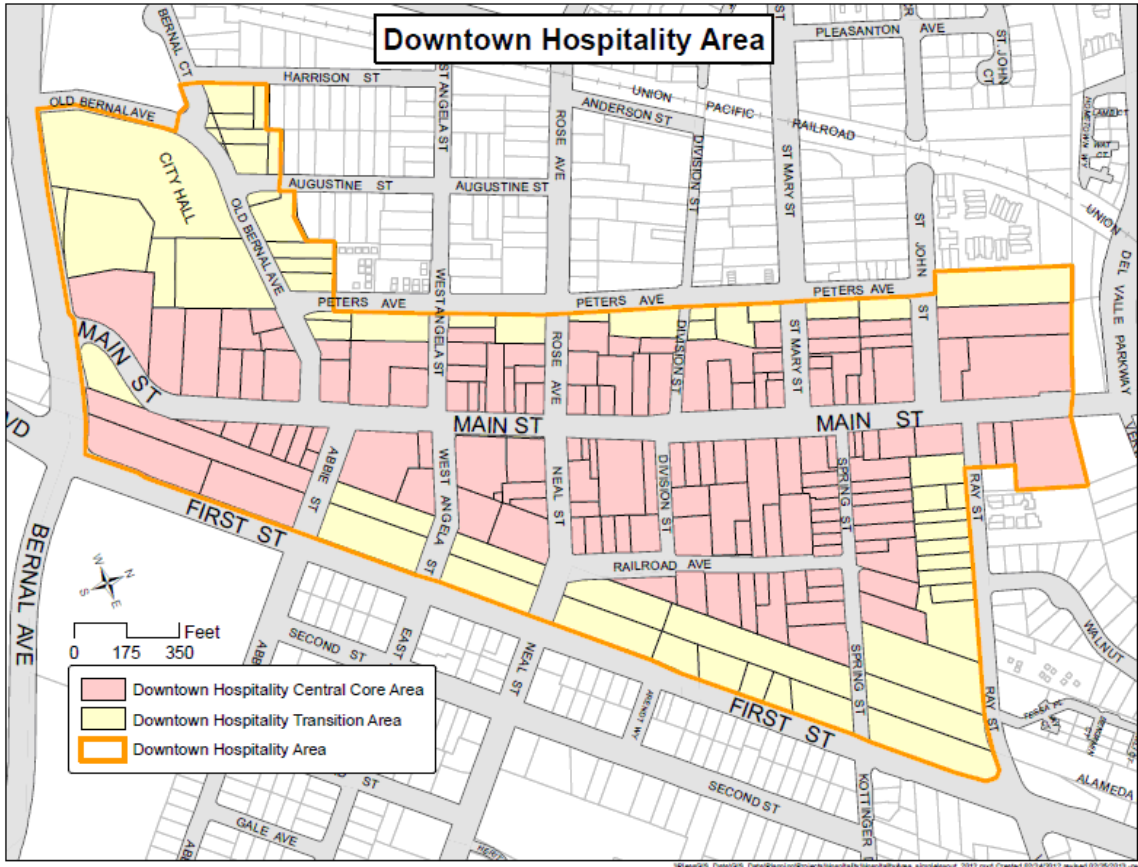 Downtown Hospitality Area
BERNAL CT
HARRISON ST
PLEASANTON AVE
ST. JOHN CT
OLD BERNAL AVE
ST ANGELA ST
ROSE AVE
ANDERSON ST
UNION PACIFIC RAILROAD
DIVISION ST
ST MARY ST
HOMETOWN WY
CITY HALL
AUGUSTINE ST
AUGUSTINE ST
OLD BERNAL AVE
ST JOHN ST
UNION
DEL VALLE PARKWAY
PETERS AVE
PETERS AVE
PETERS AVE
WEST ANGELA ST
ROSE AVE
DIVISION ST
ST MARY ST
MAIN ST
MAIN ST
MAIN ST
VD
ABBIE ST
WEST ANGELA ST
NEAL ST
DIVISION ST
SPRING ST
RAY ST
FIRST ST
RAILROAD AVE
BERNAL AVE
W N
S E
Feet
0 175 350
SECOND ST
NEAL ST
SPRING ST
WALNUT
RAY ST
FIRST ST
ALAMEDA
SECOND ST
KOTTINGER
GALE AVE
Downtown Hospitality Central Core Area
Downtown Hospitality Transition Area
Downtown Hospitality Area